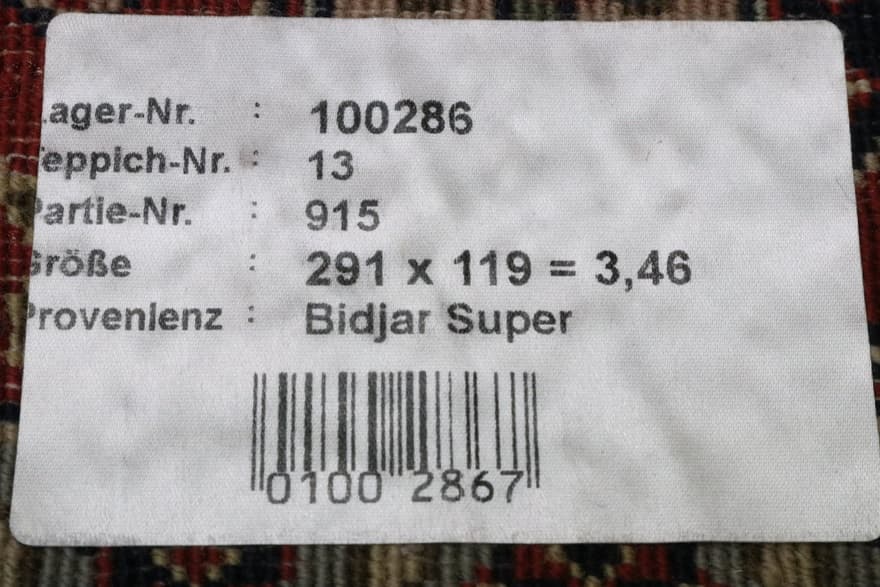 Lager-Nr. : 100286
Teppich-Nr. : 13
Partie-Nr. : 915
Größe : 291 x 119 = 3,46
Provenienz : Bidjar Super
0100 2867